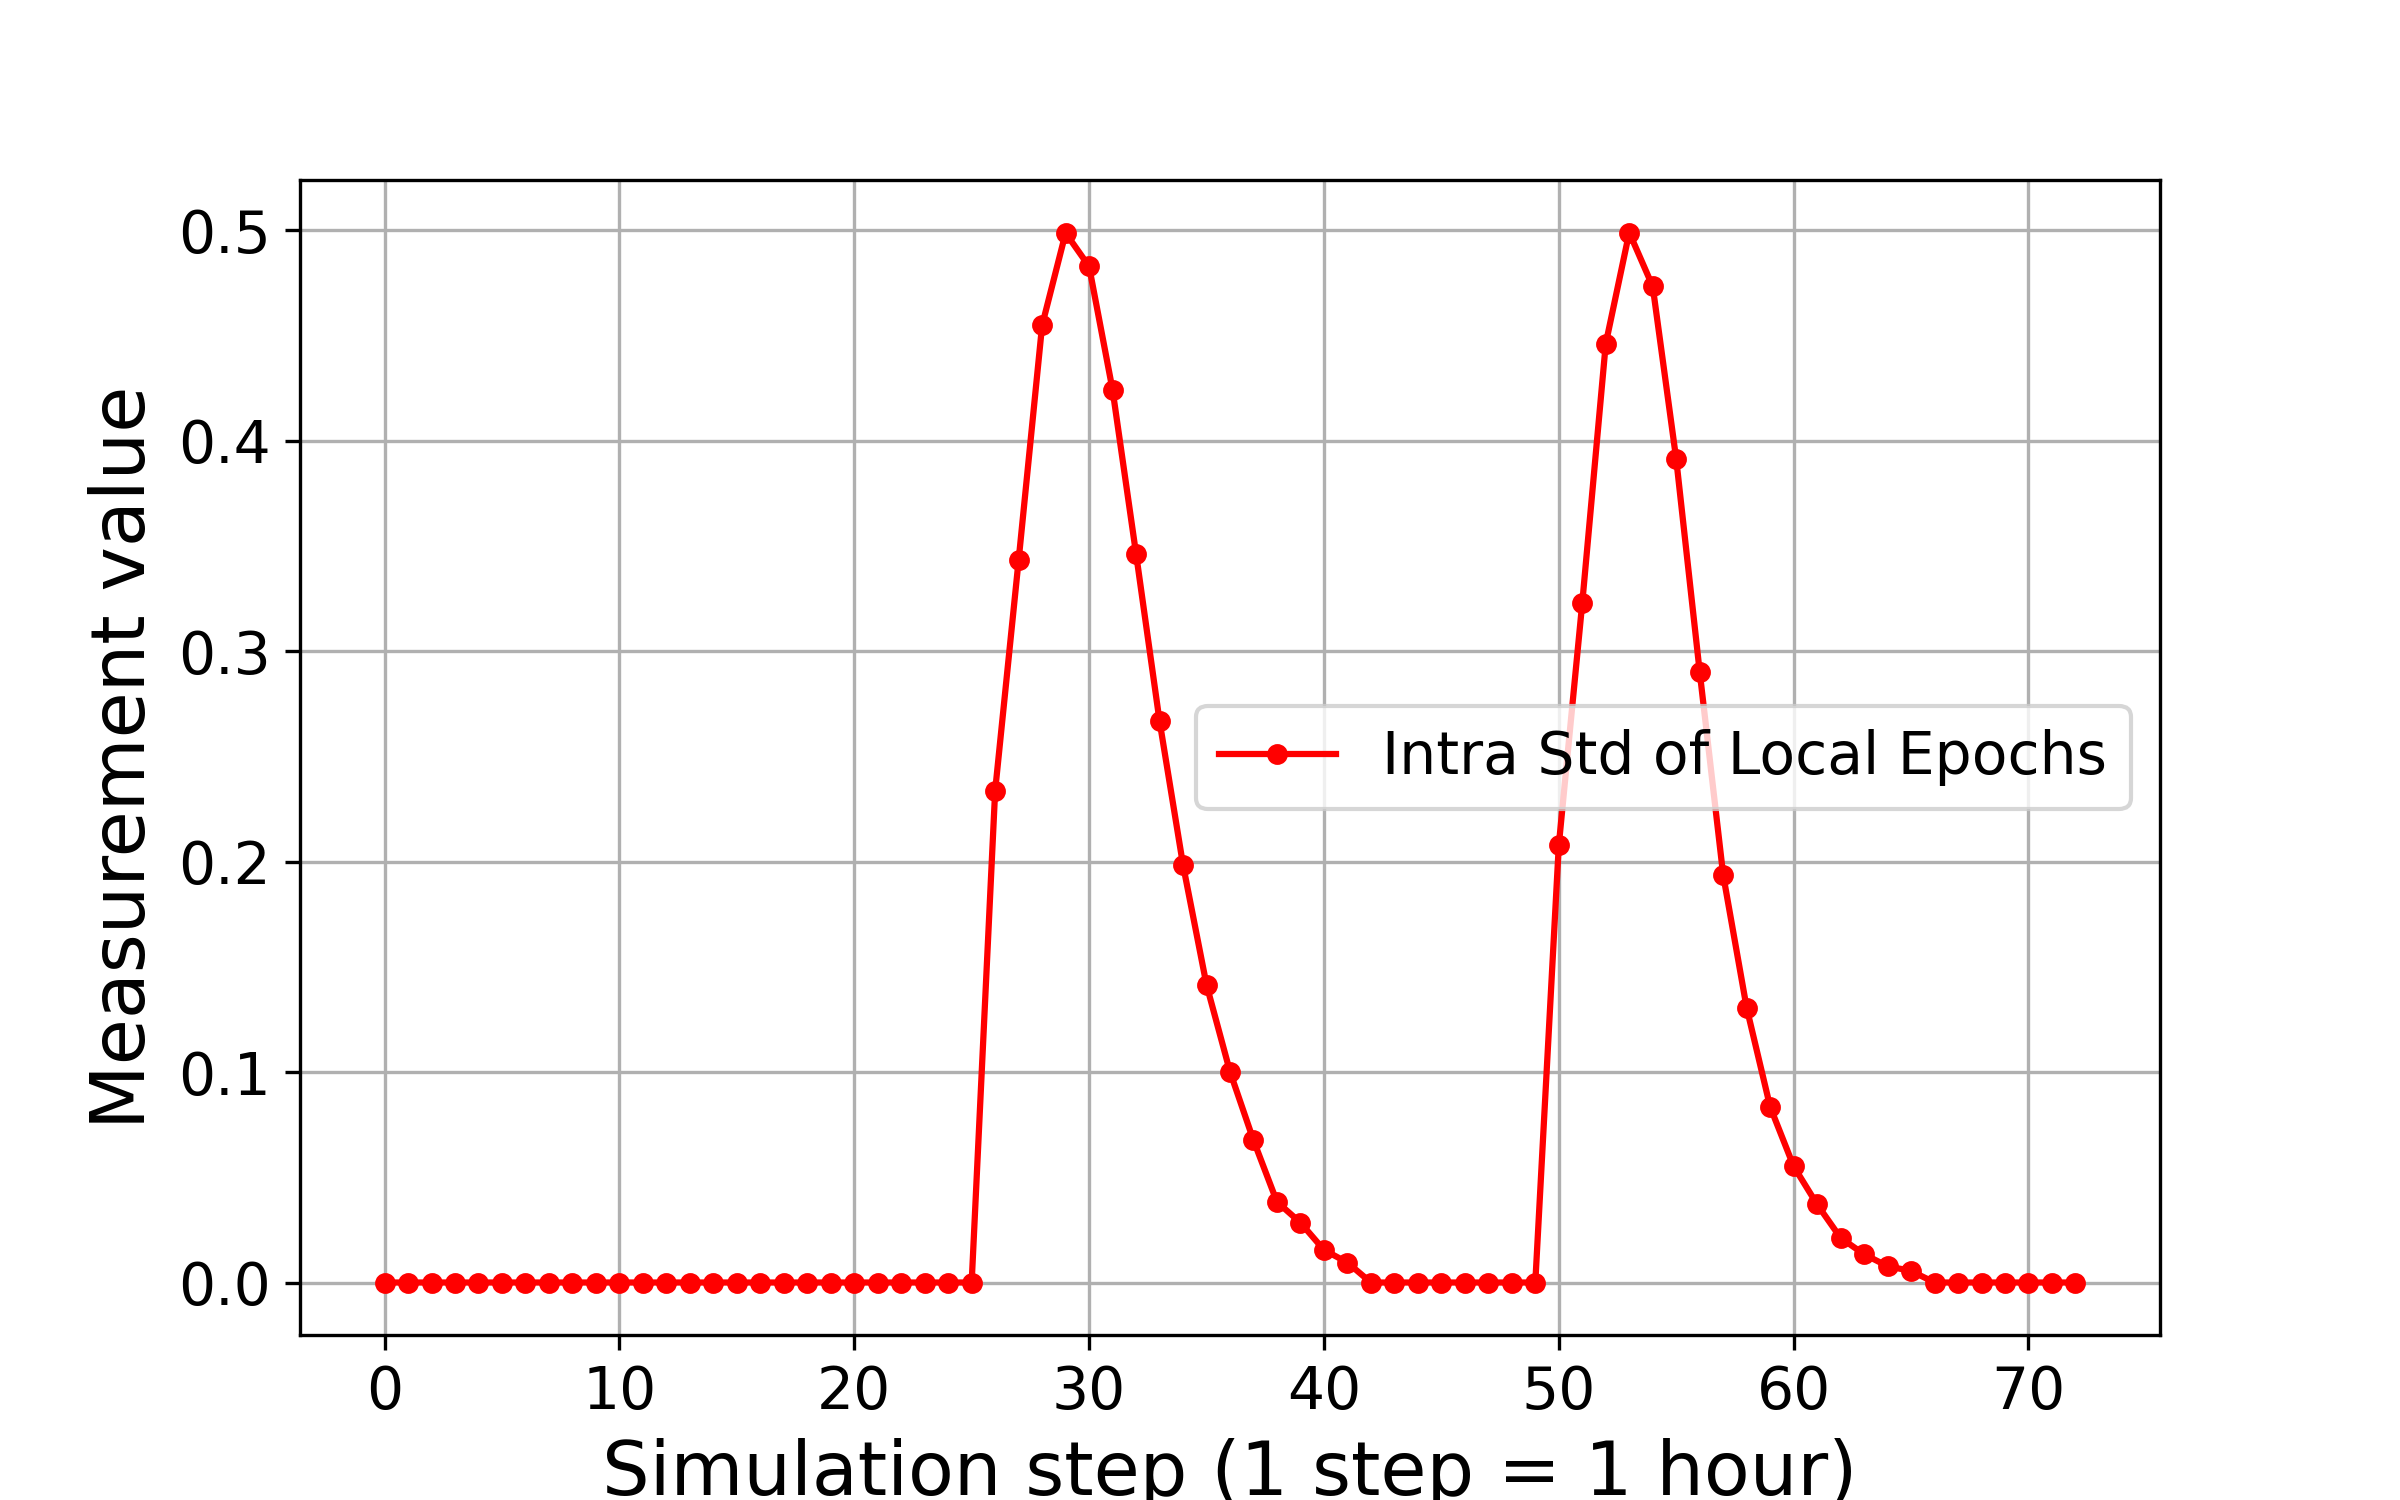 0.5
0.4
0.3
0.2
0.1
0.0
Measurement value
Intra Std of Local Epochs
0 10 20 30 40 50 60 70
Simulation step (1 step = 1 hour)